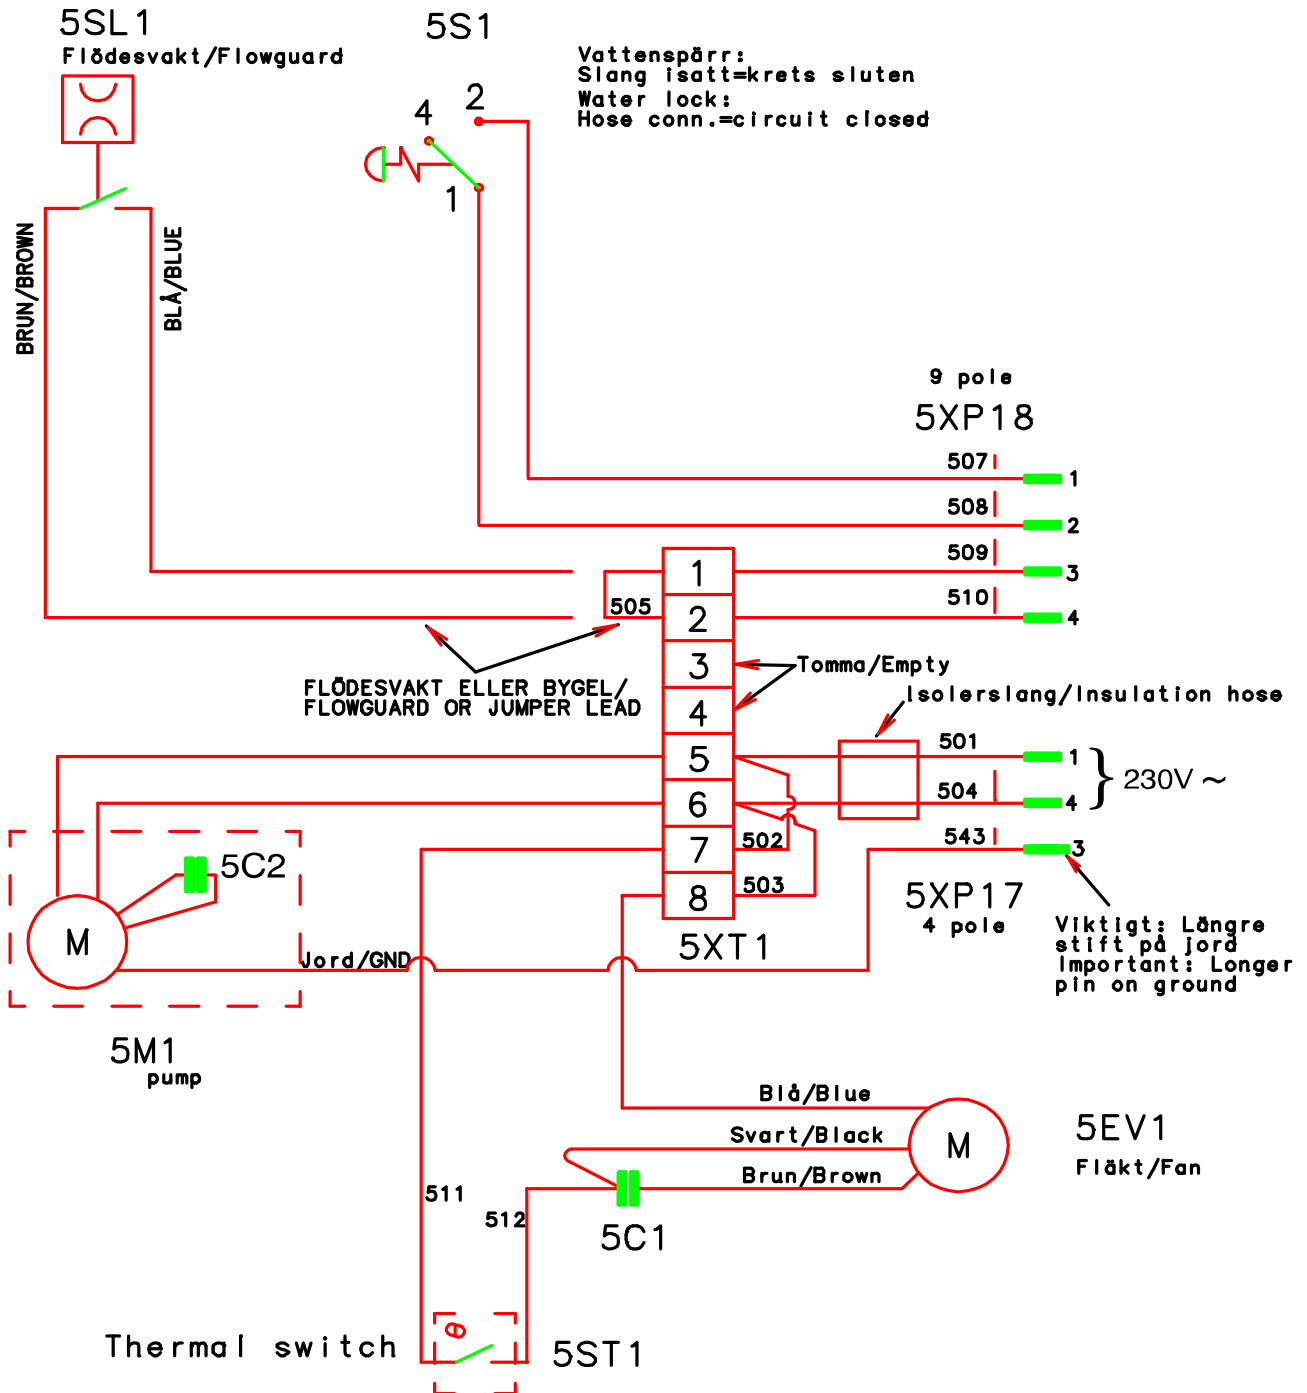 5SL1
Flödesvakt/Flowguard
5S1
Vattenspärr:
Slang isatt=krets sluten
Water lock:
Hose conn.=circuit closed
4
2
1
BRUN/BROWN
BLÅ/BLUE
9 pole
5XP18
507
1
508
2
509
3
510
4
505
1
2
3
4
5
6
7
8
5XT1
Tomma/Empty
FLÖDESVAKT ELLER BYGEL/
FLOWGUARD OR JUMPER LEAD
Isolerslang/Insulation hose
501
1
504
4
} 230V ~
543
3
502
503
5XP17
4 pole
Viktigt: Längre
stift på jord
Important: Longer
pin on ground
5C2
M
Jord/GND
5M1
pump
Blå/Blue
Svart/Black
Brun/Brown
M
5EV1
Fläkt/Fan
511
512
5C1
θ
Thermal switch
5ST1